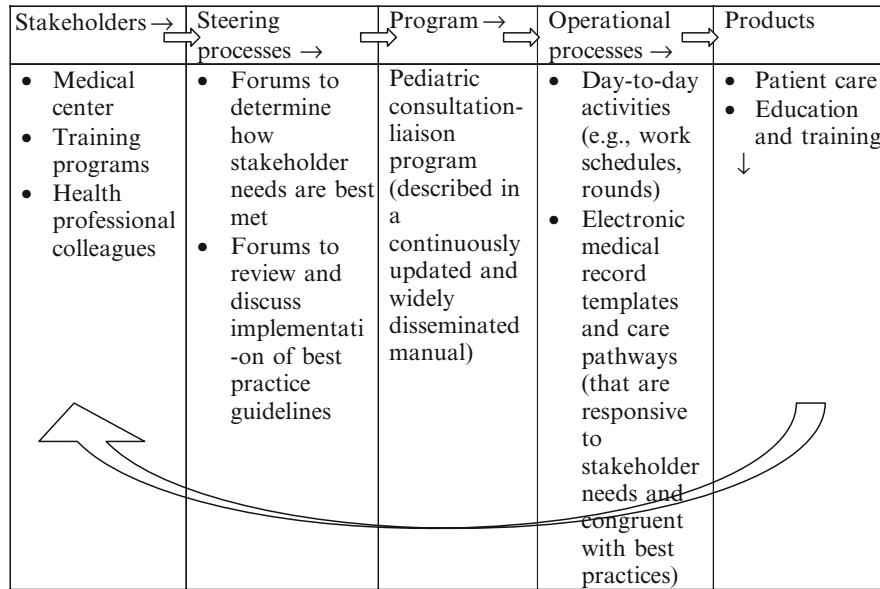 Stakeholders →
Steering
processes →
Program →
Operational
processes →
Products
• Medical
center
• Training
programs
• Health
professional
colleagues
• Forums to
determine
how
stakeholder
needs are best
met
• Forums to
review and
discuss
implementati
-on of best
practice
guidelines
Pediatric
consultation-
liaison
program
(described in
a
continuously
updated and
widely
disseminated
manual)
• Day-to-day
activities
(e.g., work
schedules,
rounds)
• Electronic
medical
record
templates
and care
pathways
(that are
responsive
to
stakeholder
needs and
congruent
with best
practices)
• Patient care
• Education
and training
↓